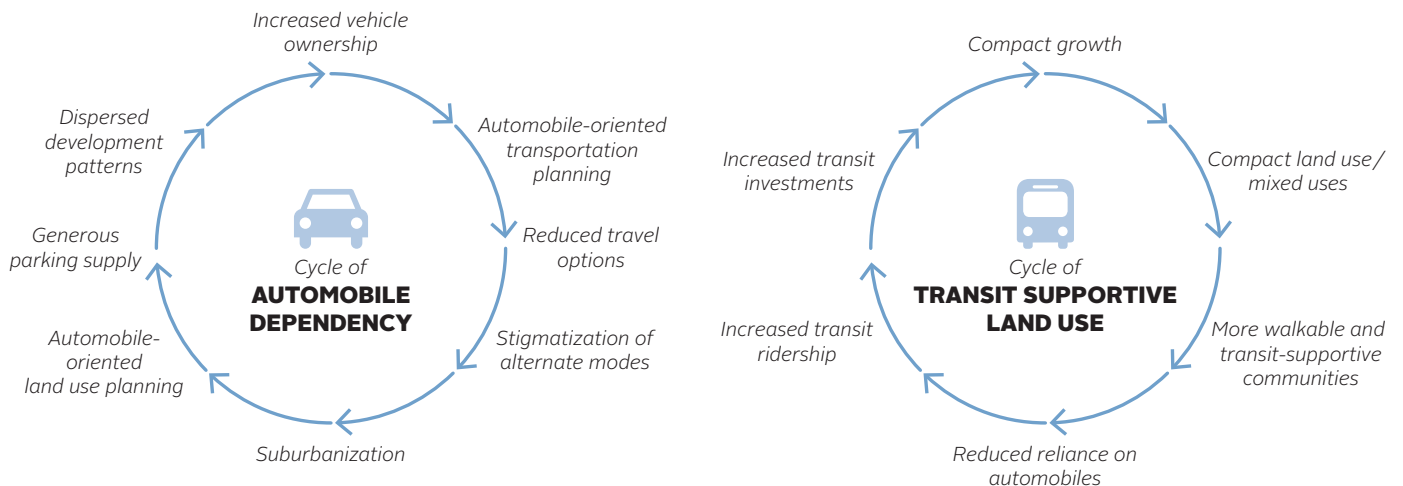 Increased vehicle
ownership
Automobile-oriented
transportation
planning
Reduced travel
options
Stigmatization of
alternate modes
Suburbanization
Automobile-
oriented
land use planning
Generous
parking supply
Dispersed
development
patterns
Cycle of
AUTOMOBILE
DEPENDENCY
Compact growth
Compact land use/
mixed uses
More walkable and
transit-supportive
communities
Reduced reliance on
automobiles
Increased transit
ridership
Increased transit
investments
Cycle of
TRANSIT SUPPORTIVE
LAND USE